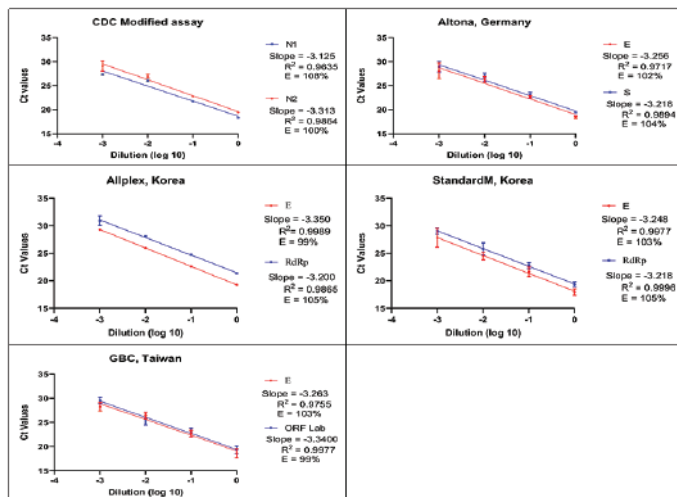 CDC Modified assay
Ct values
35
30
25
20
15
-4 -3 -2 -1 0
Dilution (log 10)
N1
Slope = -3.125
R2 = 0.9635
E = 108%
N2
Slope = -3.313
R2 = 0.9864
E = 100%
Altona, Germany
Ct Values
35
30
25
20
15
-4 -3 -2 -1 0
Dilution (log 10)
E
Slope = -3.256
R2 = 0.9717
E = 102%
S
Slope = -3.218
R2 = 0.9894
E = 104%
Allplex, Korea
Ct Values
35
30
25
20
15
-4 -3 -2 -1 0
Dilution (log 10)
E
Slope = -3.350
R2 = 0.9989
E = 99%
RdRp
Slope = -3.200
R2 = 0.9865
E = 105%
StandardM, Korea
Ct Values
35
30
25
20
15
-4 -3 -2 -1 0
Dilution (log 10)
E
Slope = -3.248
R2 = 0.9977
E = 103%
RdRp
Slope = -3.218
R2 = 0.9996
E = 105%
GBC, Taiwan
Ct Values
35
30
25
20
15
-4 -3 -2 -1 0
Dilution (log 10)
E
Slope = -3.263
R2 = 0.9755
E = 103%
ORF Lab
Slope = -3.3400
R2 = 0.9977
E = 99%